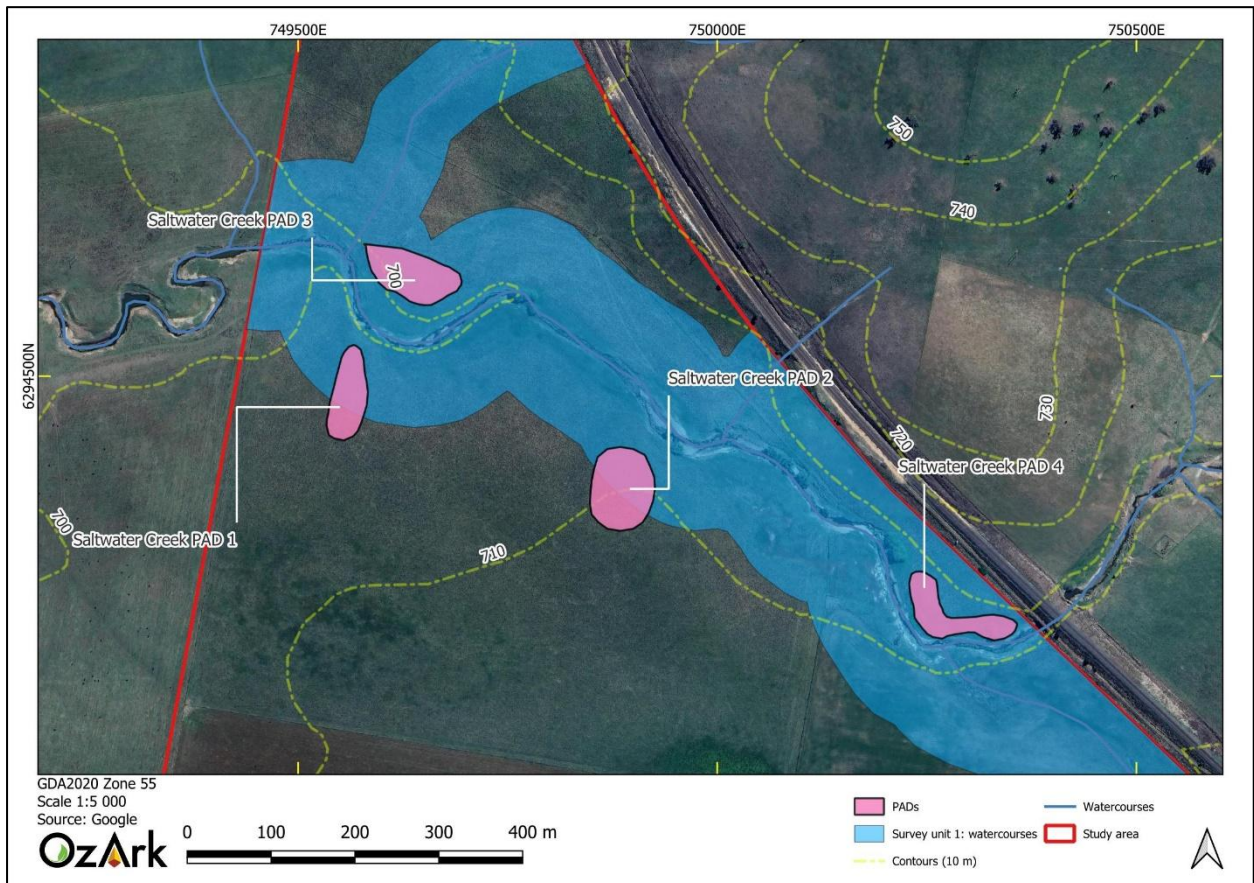 749500E
750000E
750500E
750
740
Saltwater Creek PAD 3
700
6294500N
Saltwater Creek PAD 2
730
720
Saltwater Creek PAD 4
700
Saltwater Creek PAD 1
710
GDA2020 Zone 55
Scale 1:5 000
Source: Google
OzArk
0 100 200 300 400 m
PADs
Watercourses
Survey unit 1: watercourses
Study area
Contours (10 m)